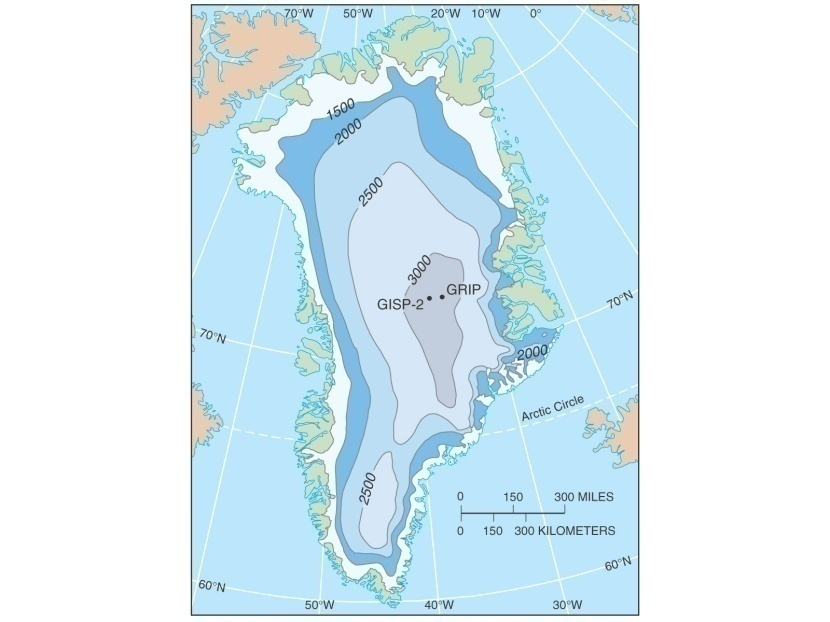 70°W 50°W 20°W 10°W 0°
1500
2000
2500
3000
GRIP
GISP-2
70°N
70°N
2000
Arctic Circle
2500
0 150 300 MILES
0 150 300 KILOMETERS
60°N
60°N
50°W 40°W 30°W